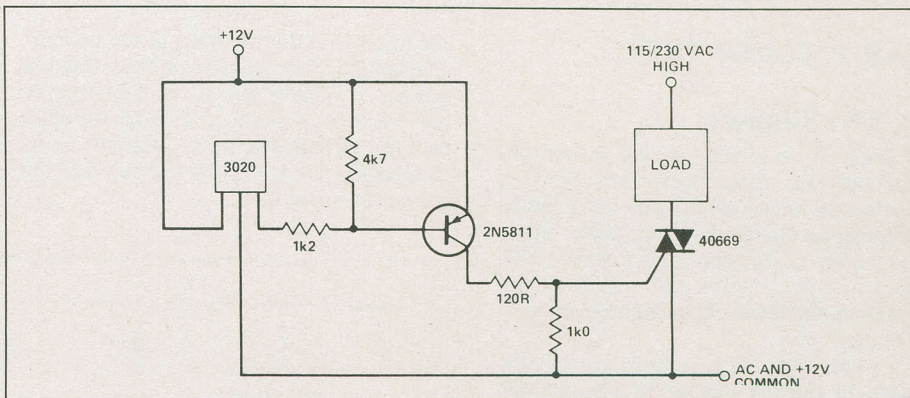 +12V
115/230 VAC
HIGH
4k7
3020
LOAD
1k2
2N5811
40669
120R
1k0
AC AND +12V
COMMON